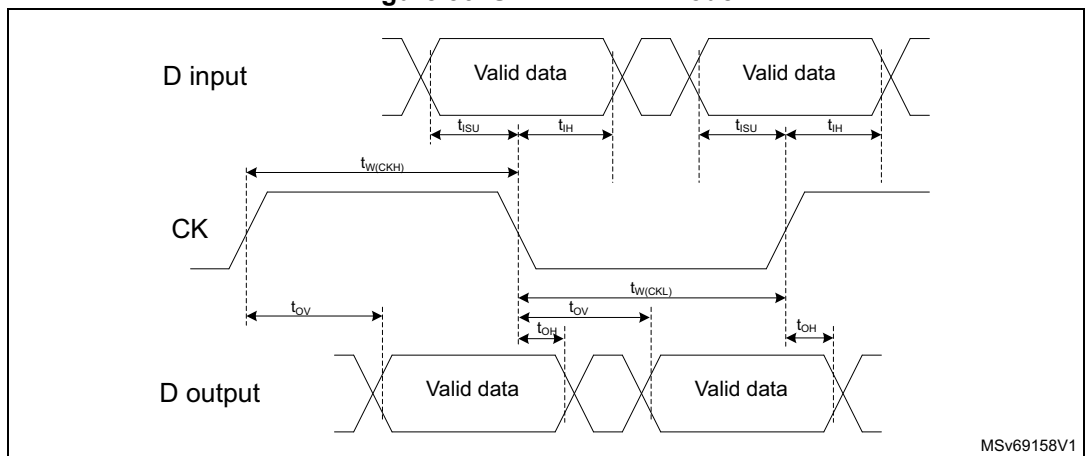 D input
Valid data
Valid data
tISU
tIH
tISU
tIH
tW(CKH)
CK
tW(CKL)
tOV
tOV
tOH
tOH
D output
Valid data
Valid data
MSv69158V1